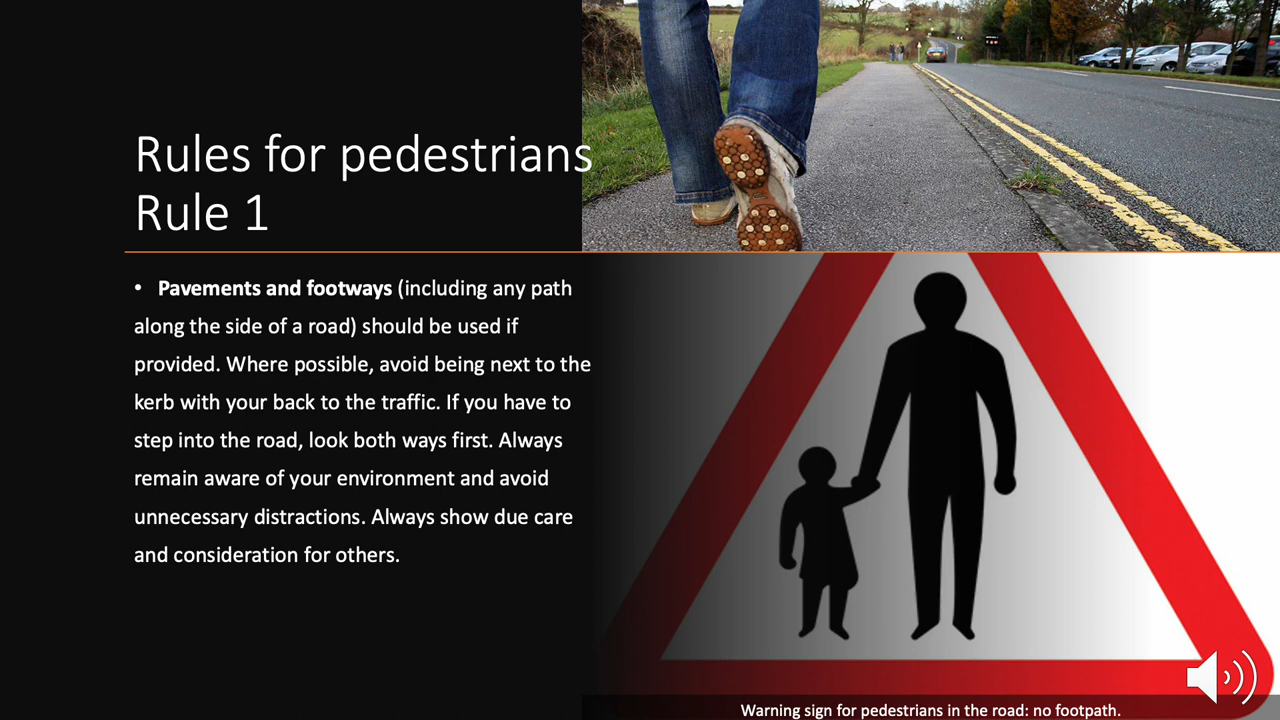 Rules for pedestrians
Rule 1
• Pavements and footways (including any path
along the side of a road) should be used if
provided. Where possible, avoid being next to the
kerb with your back to the traffic. If you have to
step into the road, look both ways first. Always
remain aware of your environment and avoid
unnecessary distractions. Always show due care
and consideration for others.
Warning sign for pedestrians in the road: no footpath.